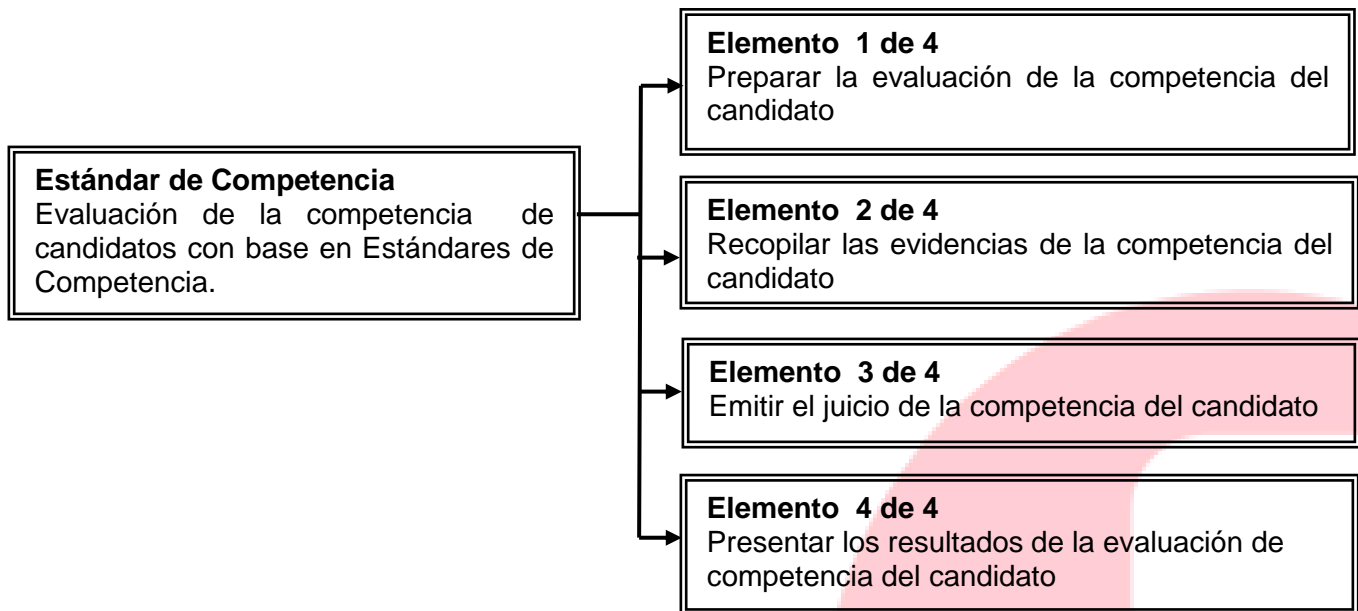 Estándar de Competencia
Evaluación de la competencia de
candidatos con base en Estándares de
Competencia.
Elemento 1 de 4
Preparar la evaluación de la competencia del
candidato
Elemento 2 de 4
Recopilar las evidencias de la competencia del
candidato
Elemento 3 de 4
Emitir el juicio de la competencia del candidato
Elemento 4 de 4
Presentar los resultados de la evaluación de
competencia del candidato